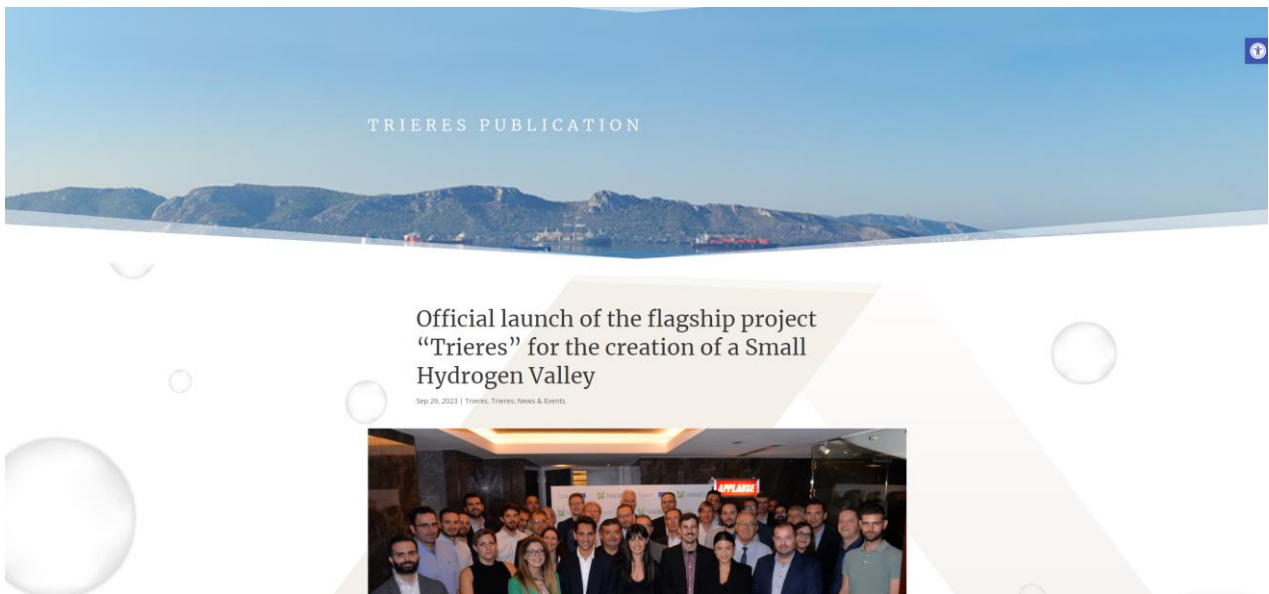 TRIERES PUBLICATION
Official launch of the flagship project
“Trieres” for the creation of a Small
Hydrogen Valley
Sep 29, 2023 | Trieres, Trieres: News & Events
APPLAUSE